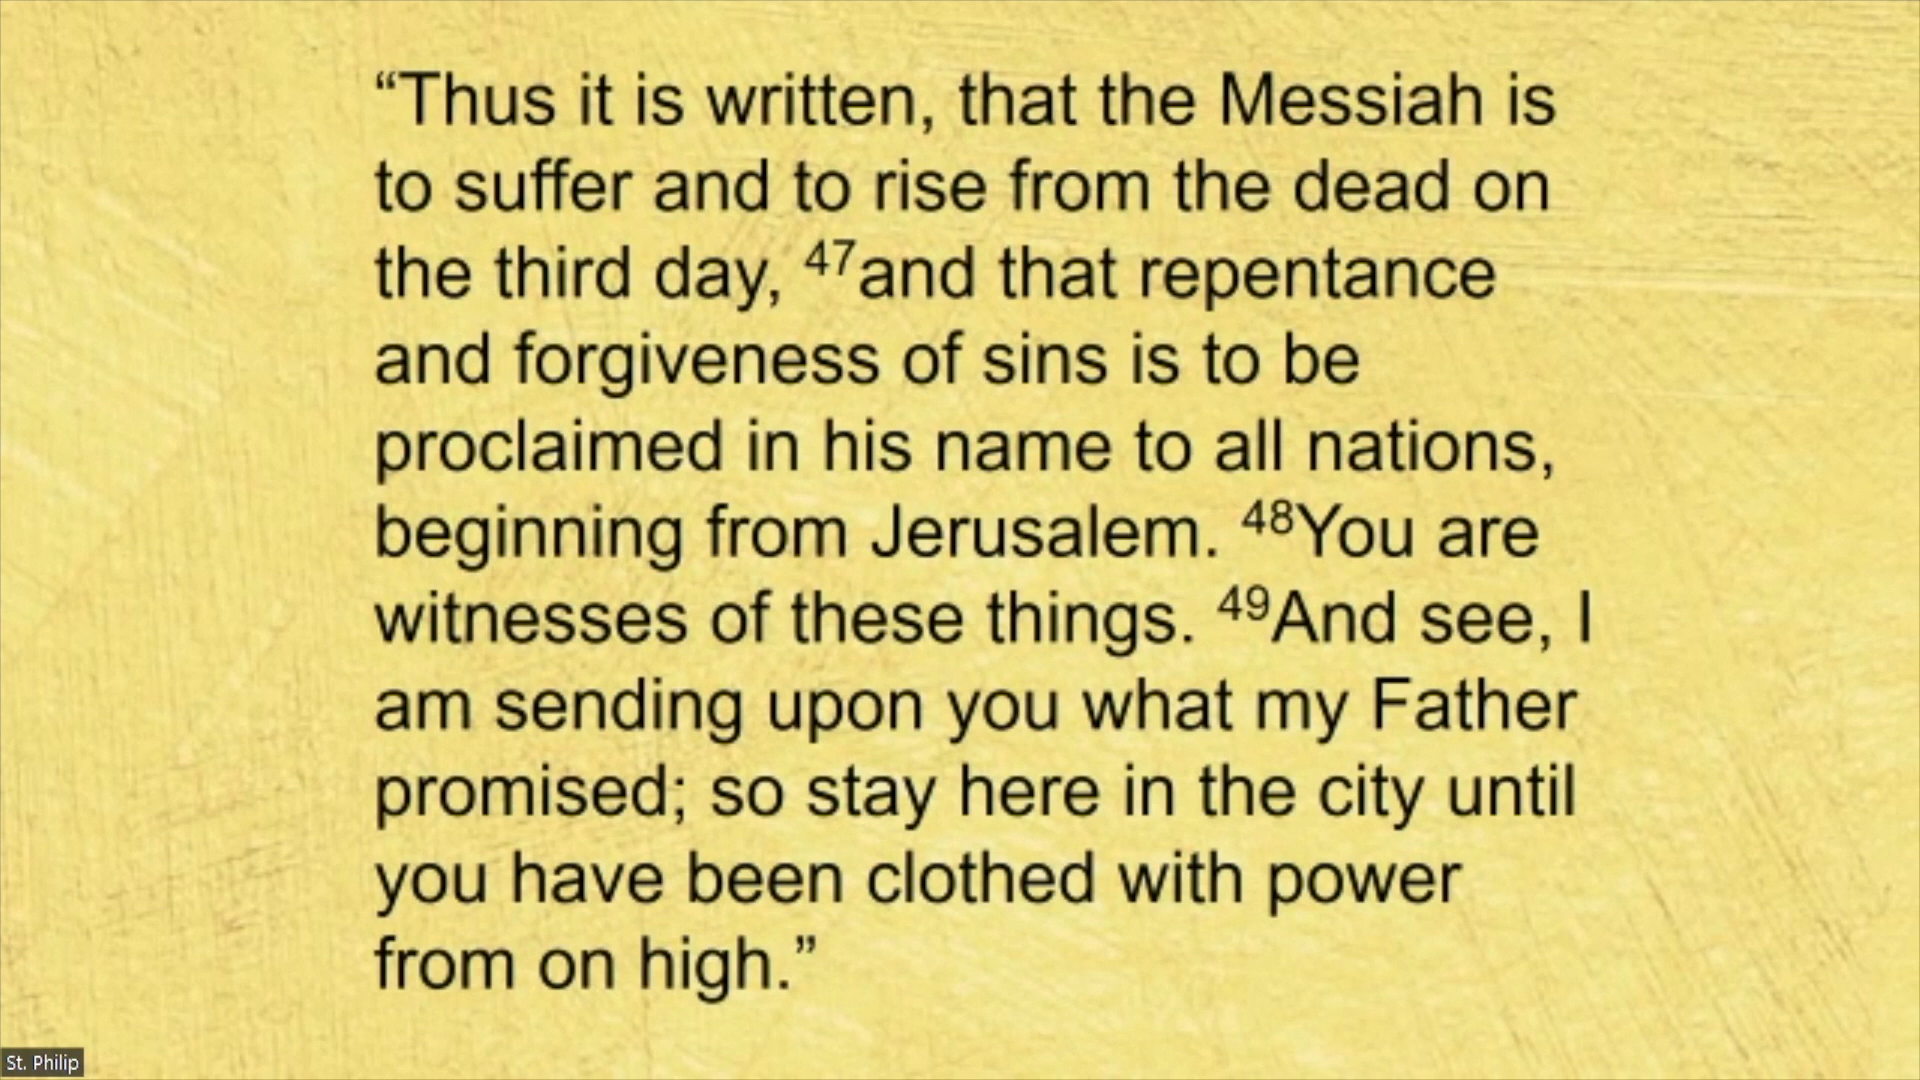 “Thus it is written, that the Messiah is
to suffer and to rise from the dead on
the third day, ⁴⁷and that repentance
and forgiveness of sins is to be
proclaimed in his name to all nations,
beginning from Jerusalem. ⁴⁸You are
witnesses of these things. ⁴⁹And see, I
am sending upon you what my Father
promised; so stay here in the city until
you have been clothed with power
from on high.”
St. Philip